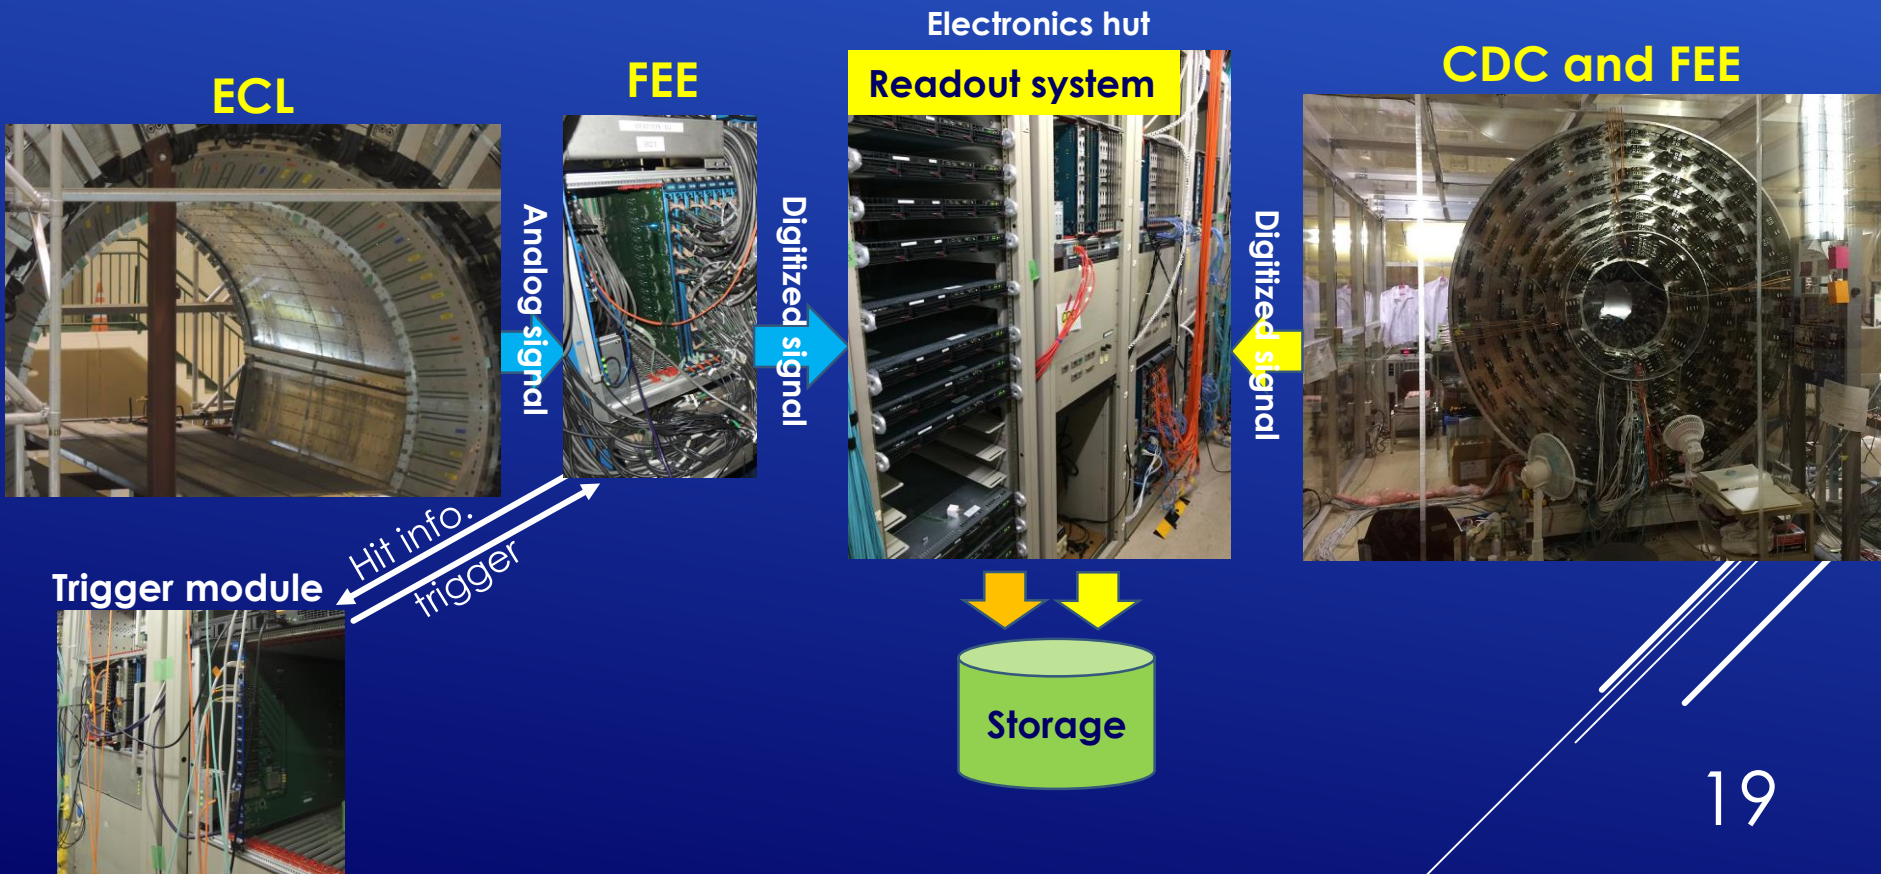 Electronics hut
ECL
FEE
Readout system
CDC and FEE
Analog signal
Digitized signal
Digitized signal
Hit info.
trigger
Trigger module
Storage
19